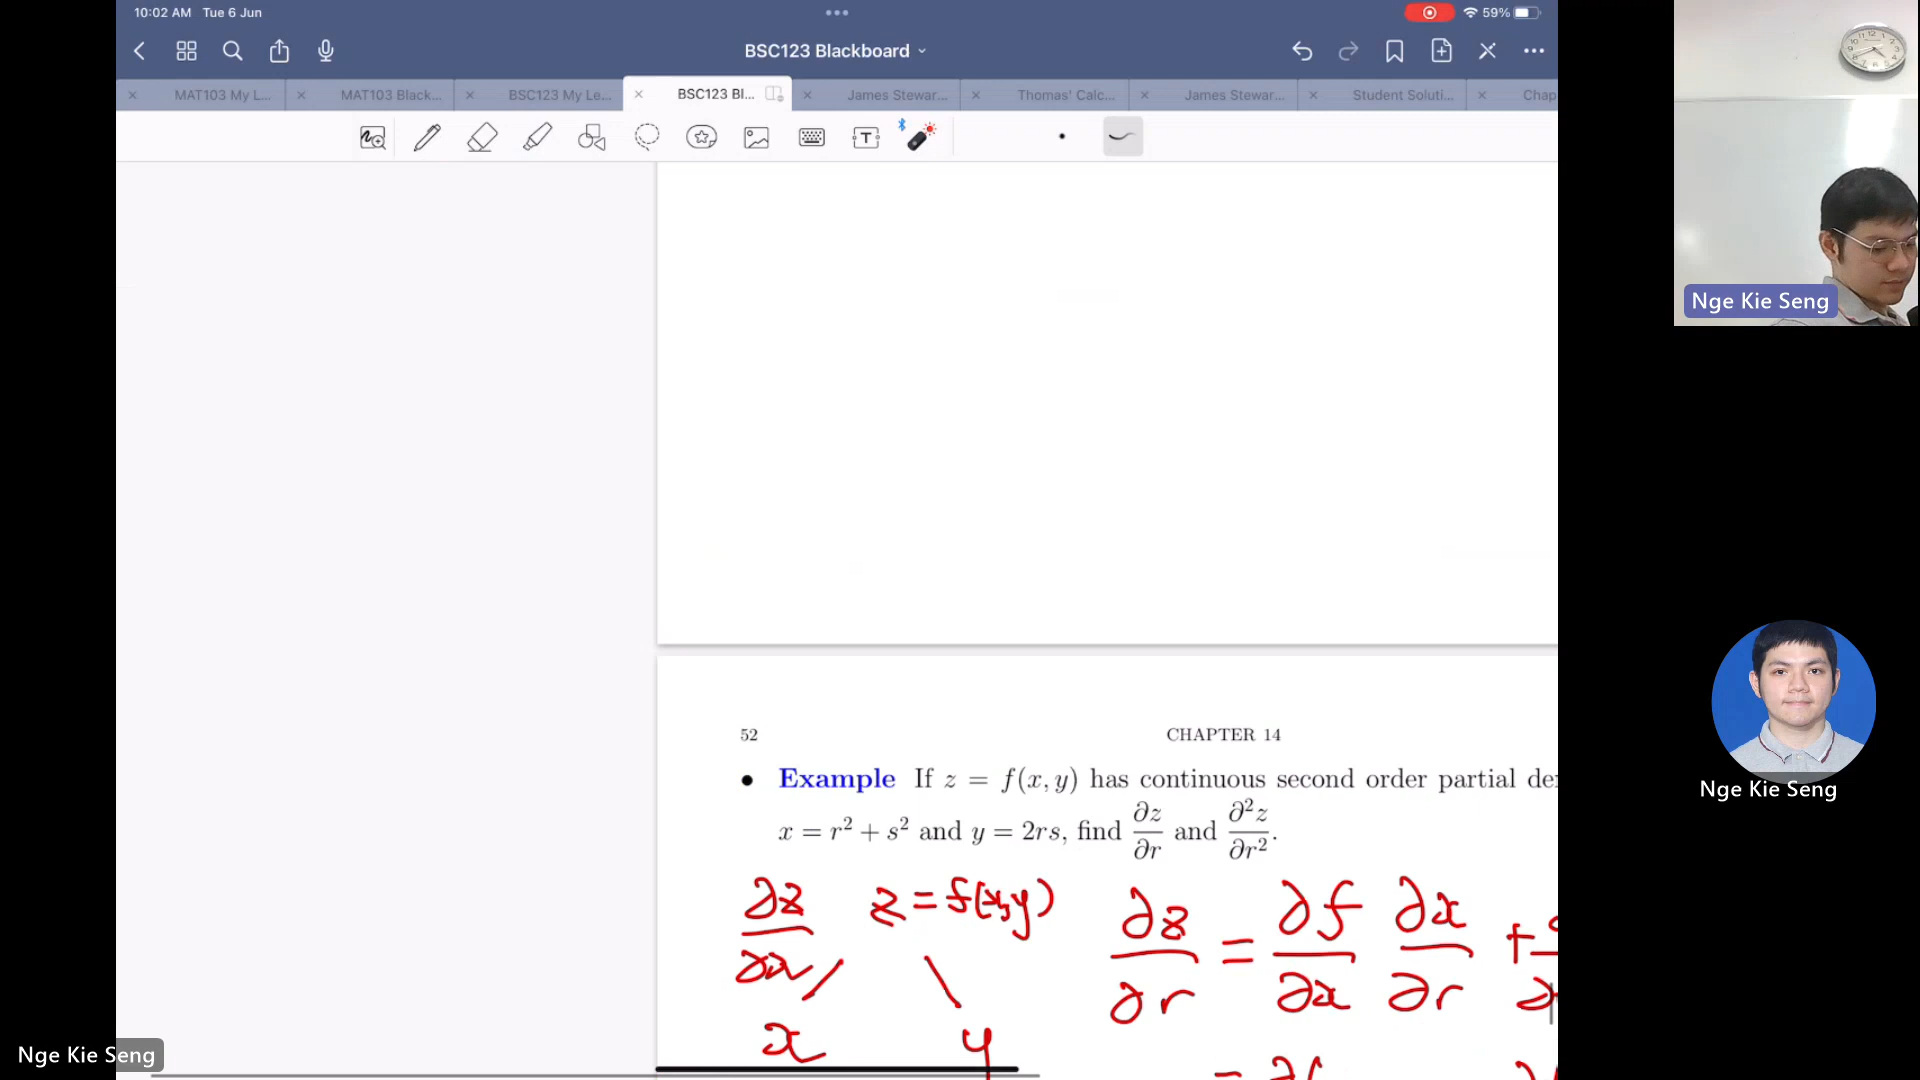 10:02 AM Tue 6 Jun
59%
BSC123 Blackboard
MAT103 My L...
MAT103 Black...
BSC123 My Le...
BSC123 Bl...
James Stewar...
Thomas' Calc...
James Stewar...
Student Soluti...
Chap
T
52
CHAPTER 14
• Example If z = f(x, y) has continuous second order partial de
x = r² + s² and y = 2rs, find ∂z/∂r and ∂²z/∂r².
∂z/∂x z = f(x,y) ∂z/∂r = ∂f/∂x ∂x/∂r +
x y
=
Nge Kie Seng
Nge Kie Seng
Nge Kie Seng